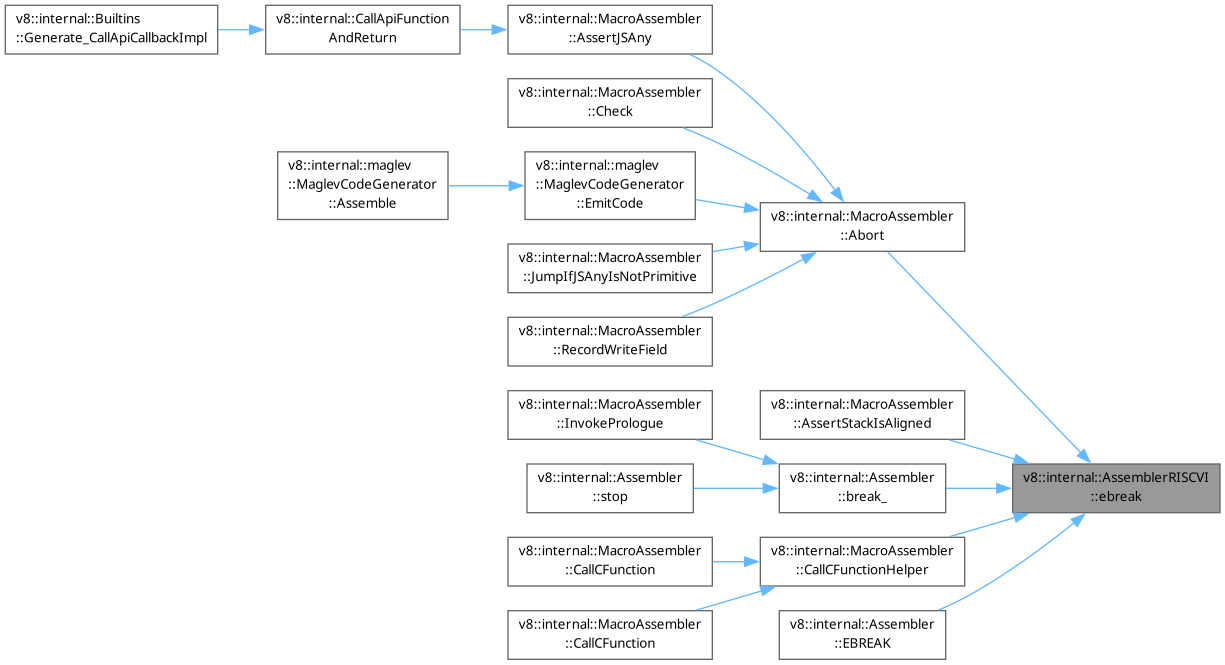 v8::internal::Builtins
::Generate_CallApiCallbackImpl
v8::internal::CallApiFunction
AndReturn
v8::internal::MacroAssembler
::AssertJSAny
v8::internal::MacroAssembler
::Check
v8::internal::maglev
::MaglevCodeGenerator
::Assemble
v8::internal::maglev
::MaglevCodeGenerator
::EmitCode
v8::internal::MacroAssembler
::Abort
v8::internal::MacroAssembler
::JumpIfJSAnyIsNotPrimitive
v8::internal::MacroAssembler
::RecordWriteField
v8::internal::MacroAssembler
::InvokePrologue
v8::internal::MacroAssembler
::AssertStackIsAligned
v8::internal::Assembler
::stop
v8::internal::Assembler
::break_
v8::internal::AssemblerRISCVI
::ebreak
v8::internal::MacroAssembler
::CallCFunction
v8::internal::MacroAssembler
::CallCFunctionHelper
v8::internal::MacroAssembler
::CallCFunction
v8::internal::Assembler
::EBREAK